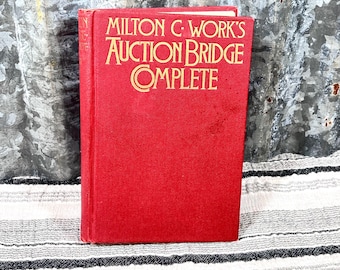 MILTON C. WORK'S
AUCTION BRIDGE
COMPLETE